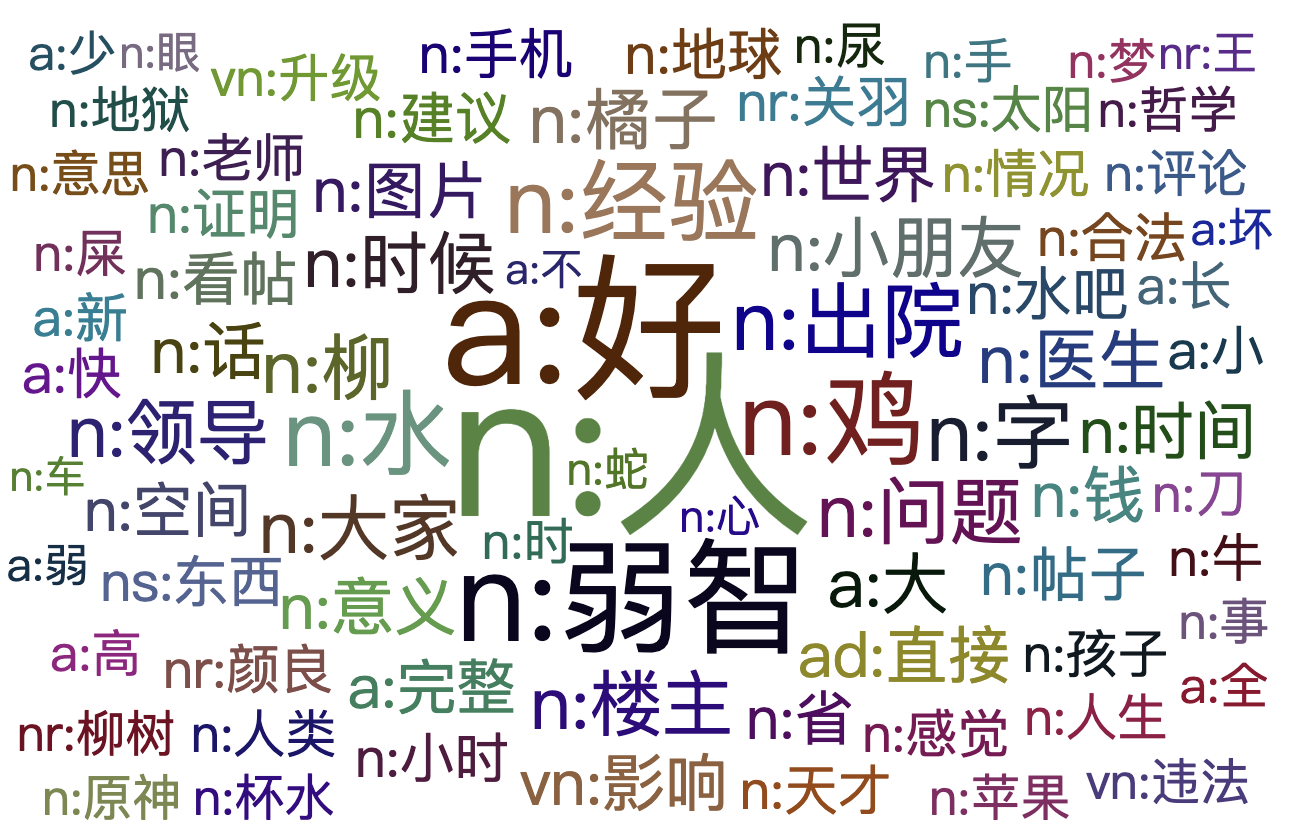 a:少
n:眼
vn:升级
n:手机
n:地球
n:尿
n:手
n:梦
nr:王
n:地狱
n:建议
n:橘子
nr:关羽
ns:太阳
n:哲学
n:意思
n:老师
n:图片
n:经验
n:世界
n:情况
n:评论
n:证明
n:屎
n:看帖
n:时候
a:不
n:小朋友
n:合法
a:坏
a:新
a:好
n:出院
n:水吧
a:长
a:快
n:话
n:柳
n:医生
a:小
n:领导
n:水
n:人
n:鸡
n:字
n:时间
n:车
n:蛇
n:空间
n:大家
n:时
n:心
n:问题
n:钱
n:刀
a:弱
ns:东西
n:意义
n:弱智
a:大
n:帖子
n:牛
a:高
nr:颜良
a:完整
n:楼主
ad:直接
n:孩子
n:事
nr:柳树
n:人类
n:小时
n:省
n:感觉
n:人生
a:全
n:原神
n:杯水
vn:影响
n:天才
n:苹果
vn:违法